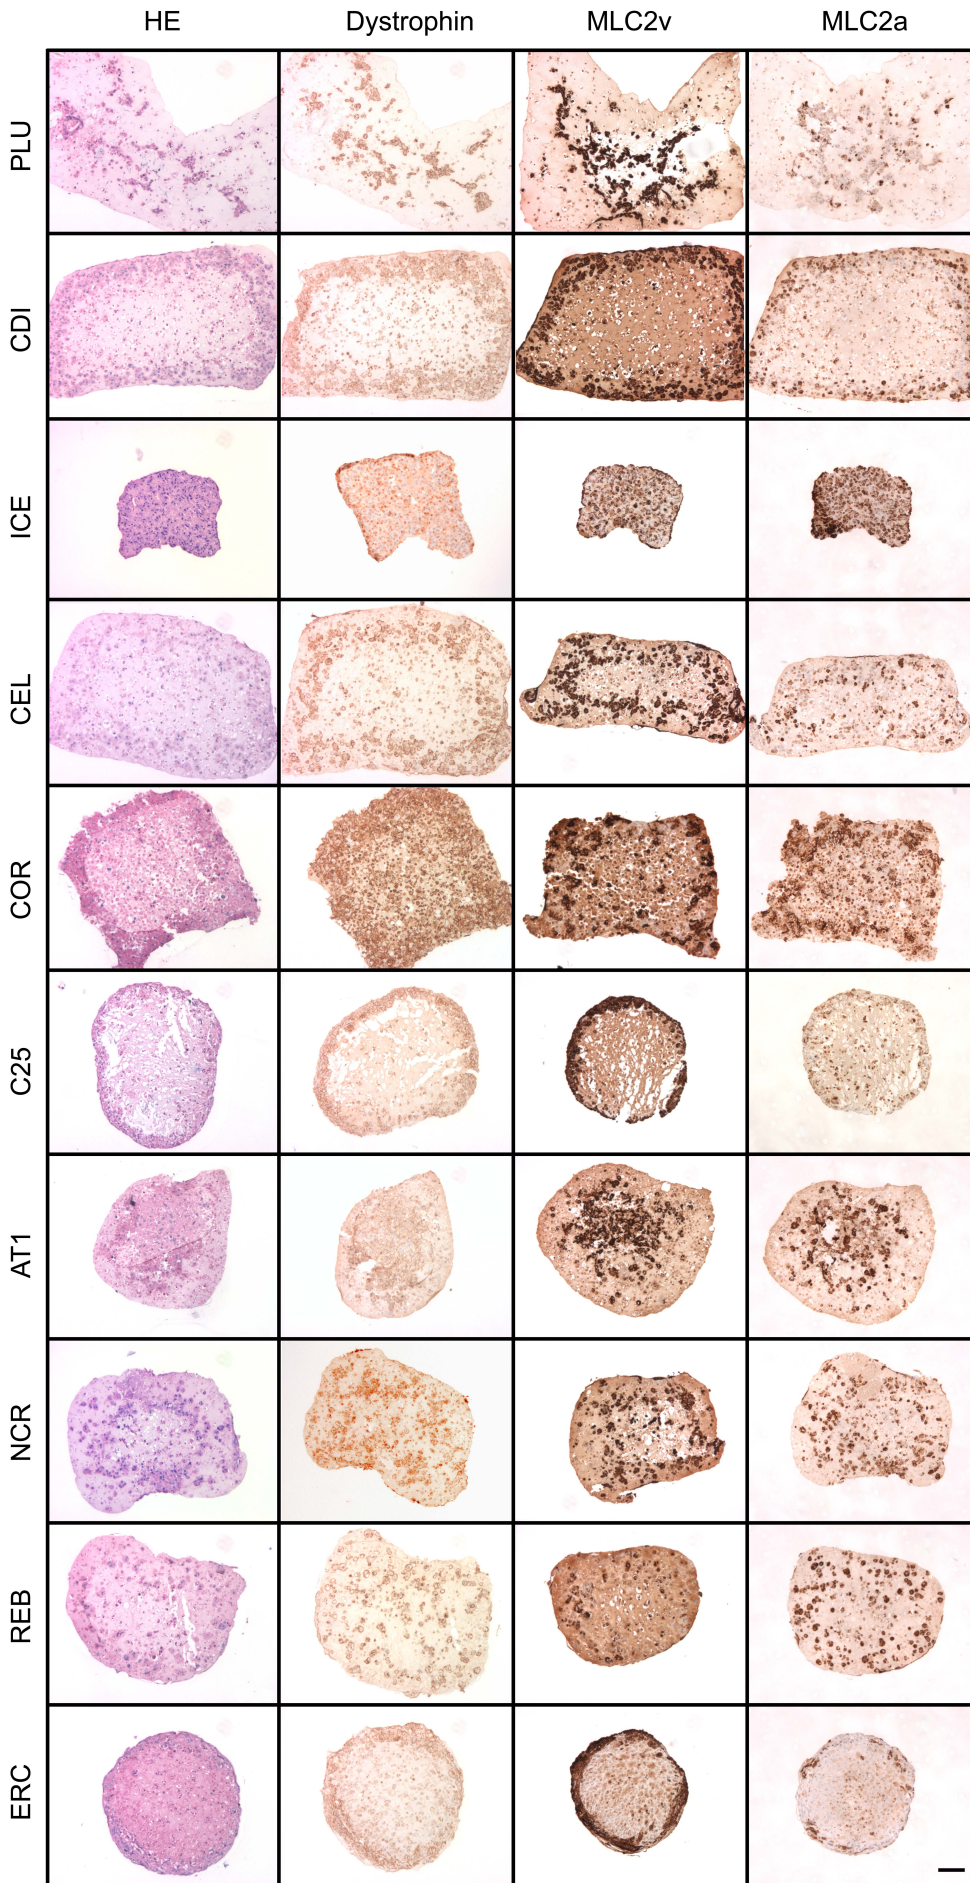 HE Dystrophin MLC2v MLC2a
PLU
CDI
ICE
CEL
COR
C25
AT1
NCR
REB
ERC